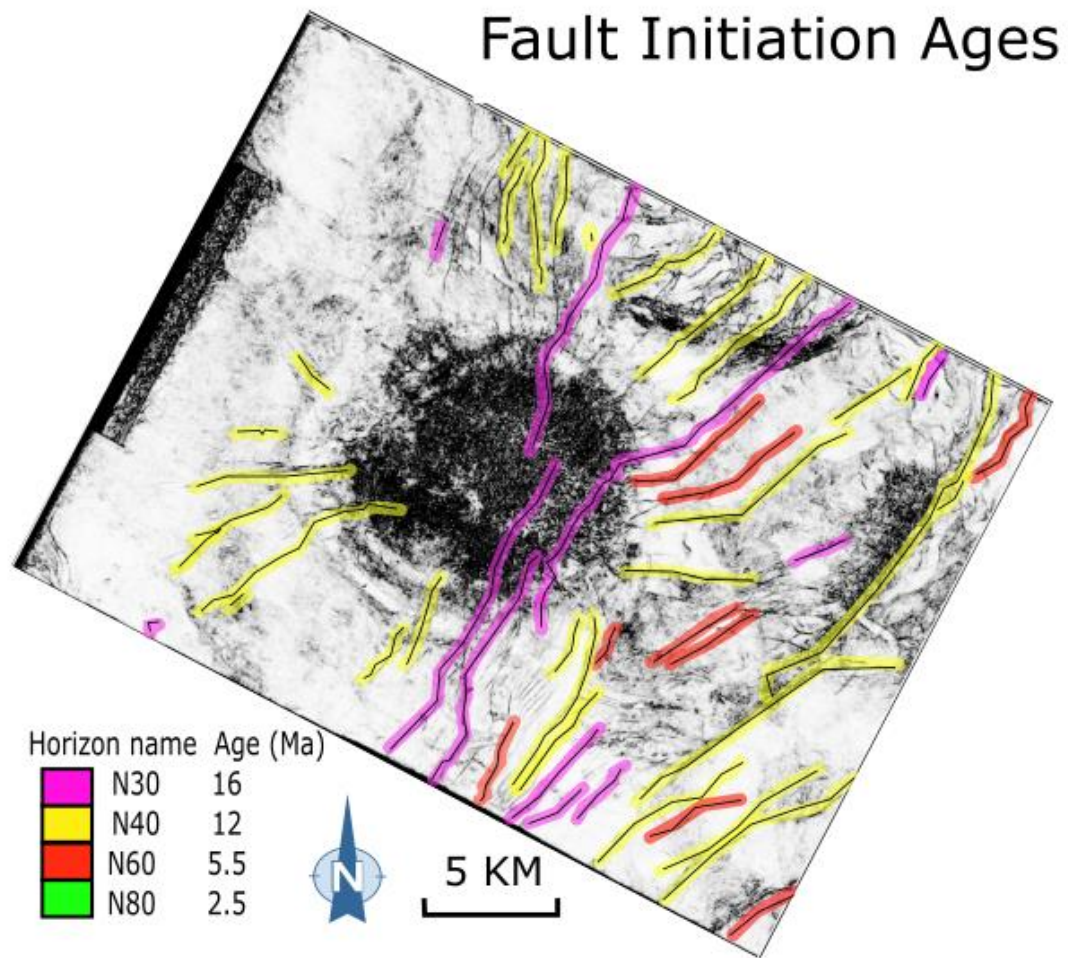 Fault Initiation Ages
Horizon name Age (Ma)
N30 16
N40 12
N60 5.5
N80 2.5
N
5 KM